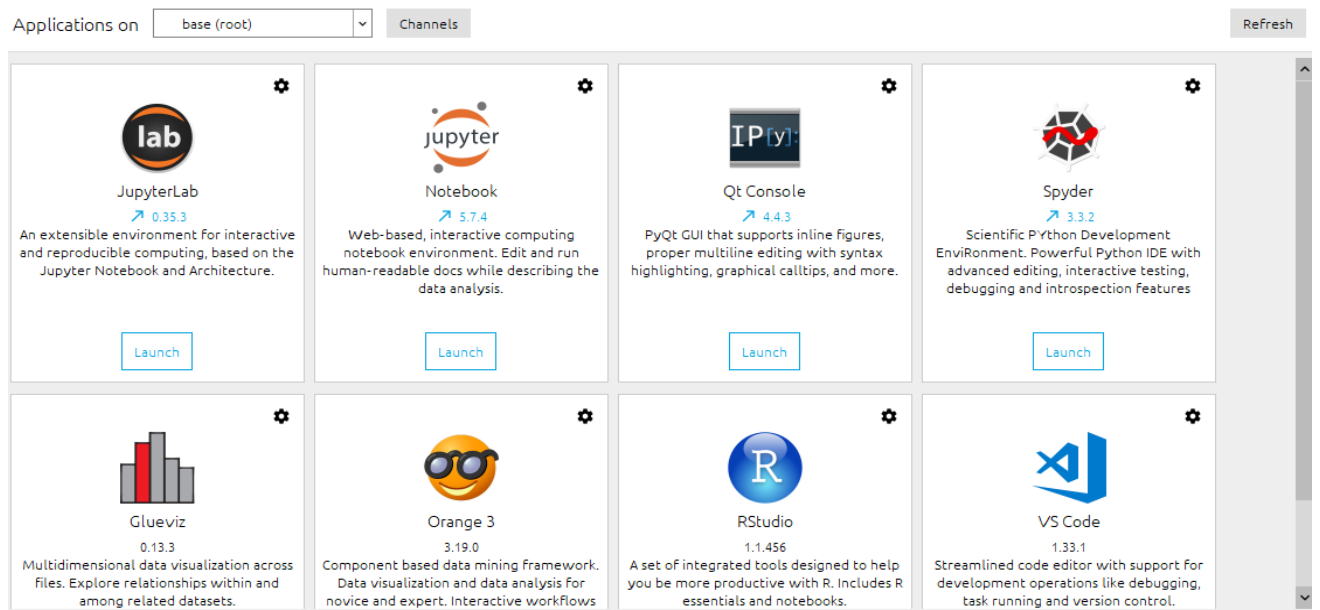 Applications on base (root) Channels Refresh
lab
JupyterLab
0.35.3
An extensible environment for interactive
and reproducible computing, based on the
Jupyter Notebook and Architecture.
Launch
jupyter
Notebook
5.7.4
Web-based, interactive computing
notebook environment. Edit and run
human-readable docs while describing the
data analysis.
Launch
IP[y]:
Qt Console
4.4.3
PyQt GUI that supports inline figures,
proper multiline editing with syntax
highlighting, graphical calltips, and more.
Launch
Spyder
3.3.2
Scientific PYthon Development
EnviRonment. Powerful Python IDE with
advanced editing, interactive testing,
debugging and introspection features
Launch
Glueviz
0.13.3
Multidimensional data visualization across
files. Explore relationships within and
among related datasets.
Orange 3
3.19.0
Component based data mining framework.
Data visualization and data analysis for
novice and expert. Interactive workflows
R
RStudio
1.1.456
A set of integrated tools designed to help
you be more productive with R. Includes R
essentials and notebooks.
VS Code
1.33.1
Streamlined code editor with support for
development operations like debugging,
task running and version control.